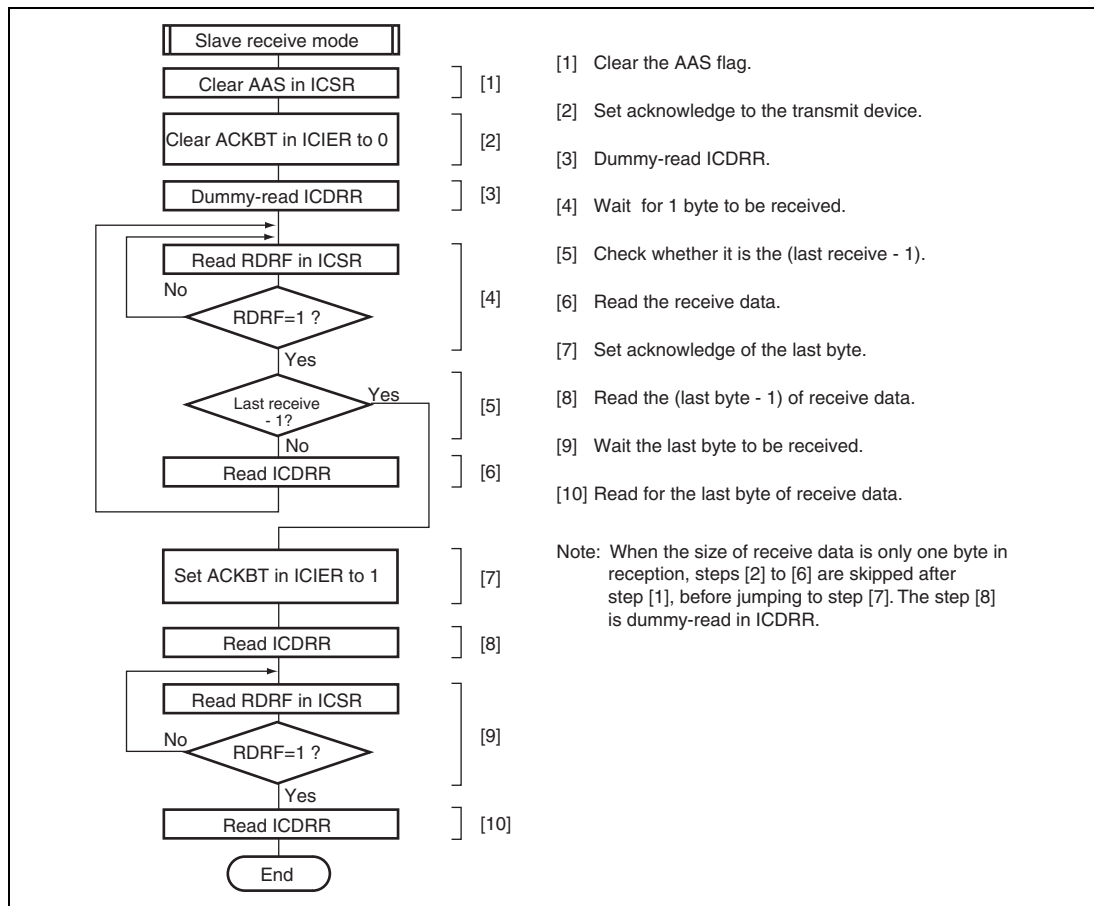 Slave receive mode
Clear AAS in ICSR
[1]
Clear ACKBT in ICIER to 0
[2]
Dummy-read ICDRR
[3]
Read RDRF in ICSR
No
RDRF=1 ?
[4]
Yes
Last receive
- 1?
Yes
[5]
No
Read ICDRR
[6]
Set ACKBT in ICIER to 1
[7]
Read ICDRR
[8]
Read RDRF in ICSR
No
RDRF=1 ?
[9]
Yes
Read ICDRR
[10]
End
[1] Clear the AAS flag.
[2] Set acknowledge to the transmit device.
[3] Dummy-read ICDRR.
[4] Wait for 1 byte to be received.
[5] Check whether it is the (last receive - 1).
[6] Read the receive data.
[7] Set acknowledge of the last byte.
[8] Read the (last byte - 1) of receive data.
[9] Wait the last byte to be received.
[10] Read for the last byte of receive data.
Note: When the size of receive data is only one byte in
reception, steps [2] to [6] are skipped after
step [1], before jumping to step [7]. The step [8]
is dummy-read in ICDRR.